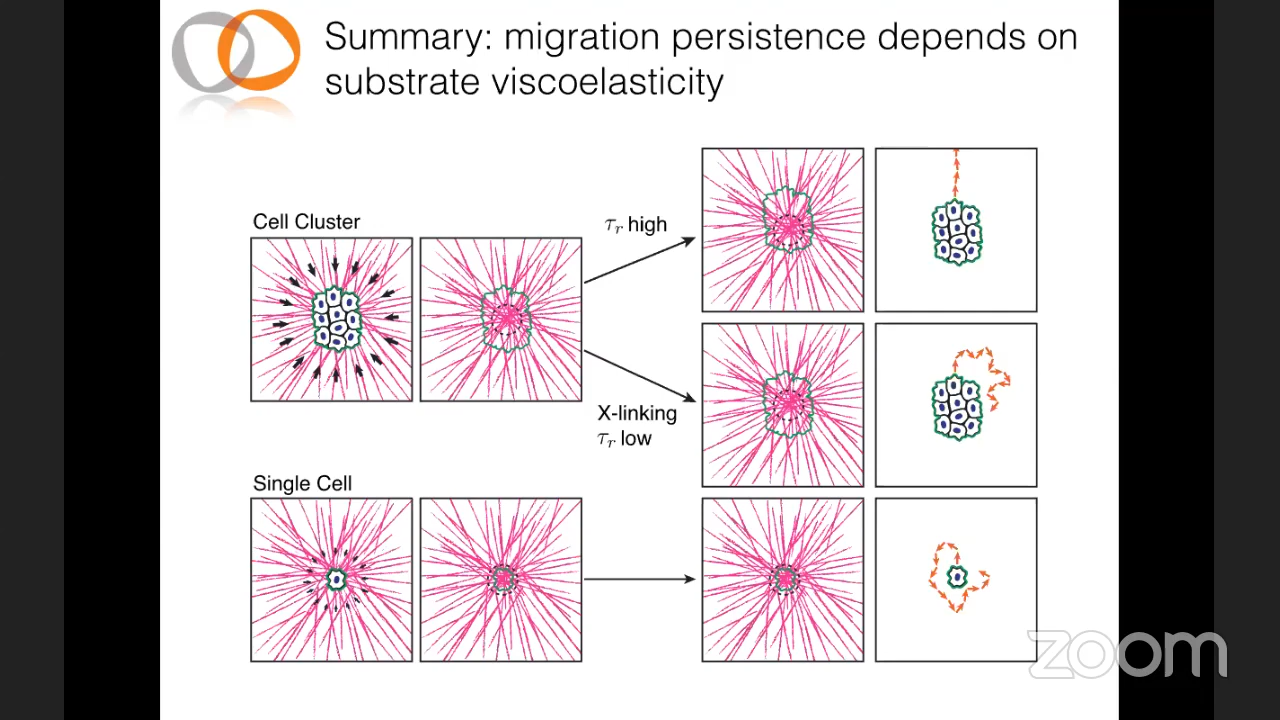 Summary: migration persistence depends on
substrate viscoelasticity
Cell Cluster
τr high
X-linking
τr low
Single Cell
zoom